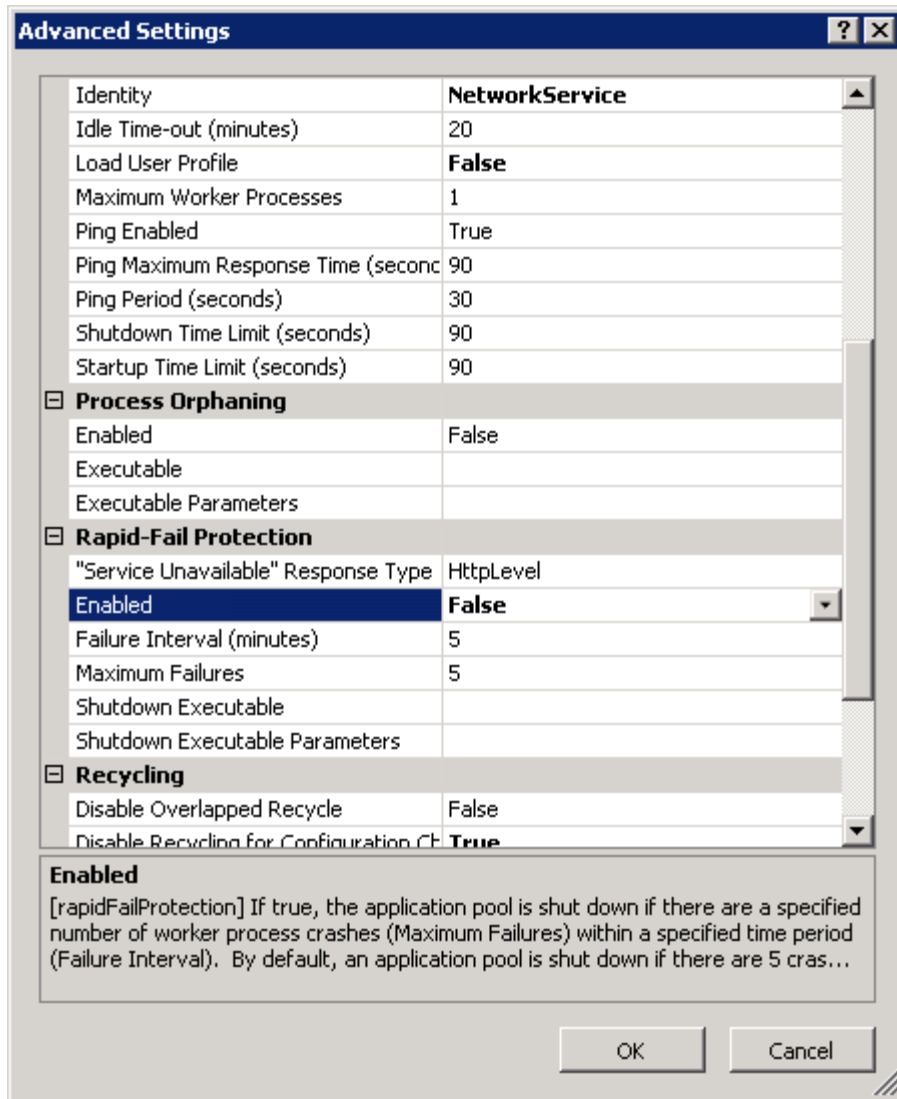 Advanced Settings
Identity NetworkService
Idle Time-out (minutes) 20
Load User Profile False
Maximum Worker Processes 1
Ping Enabled True
Ping Maximum Response Time (second 90
Ping Period (seconds) 30
Shutdown Time Limit (seconds) 90
Startup Time Limit (seconds) 90
Process Orphaning
Enabled False
Executable
Executable Parameters
Rapid-Fail Protection
"Service Unavailable" Response Type HttpLevel
Enabled False
Failure Interval (minutes) 5
Maximum Failures 5
Shutdown Executable
Shutdown Executable Parameters
Recycling
Disable Overlapped Recycle False
Disable Recycling for Configuration Ch True
Enabled
[rapidFailProtection] If true, the application pool is shut down if there are a specified
number of worker process crashes (Maximum Failures) within a specified time period
(Failure Interval). By default, an application pool is shut down if there are 5 cras...
OK Cancel